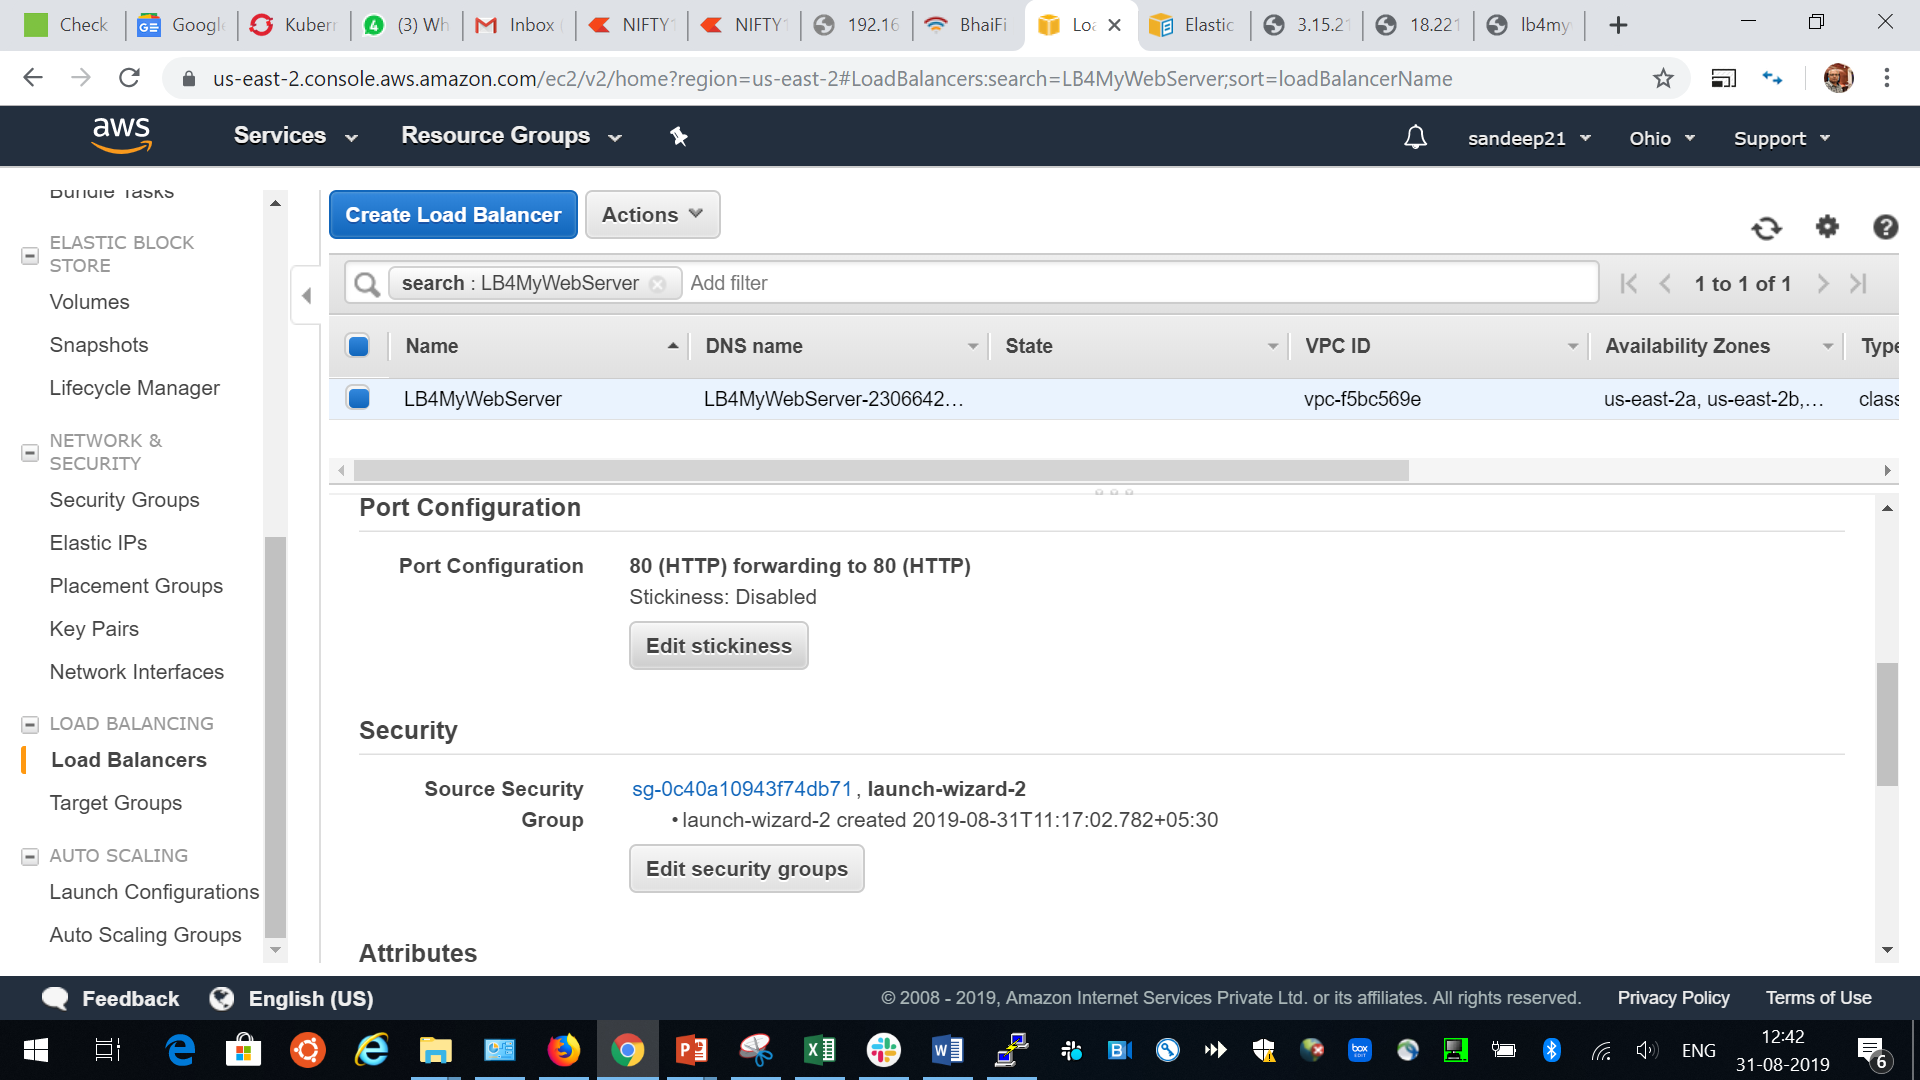 Check
Google
Kubern
(3) Wh
Inbox
NIFTY
NIFTY
192.16
BhaiFi
Loa
Elastic
3.15.21
18.221
lb4my
us-east-2.console.aws.amazon.com/ec2/v2/home?region=us-east-2#LoadBalancers:search=LB4MyWebServer;sort=loadBalancerName
aws
Services
Resource Groups
sandeep21
Ohio
Support
Bundle Tasks
ELASTIC BLOCK
STORE
Volumes
Snapshots
Lifecycle Manager
NETWORK &
SECURITY
Security Groups
Elastic IPs
Placement Groups
Key Pairs
Network Interfaces
LOAD BALANCING
Load Balancers
Target Groups
AUTO SCALING
Launch Configurations
Auto Scaling Groups
Create Load Balancer
Actions
search : LB4MyWebServer
Add filter
1 to 1 of 1
Name
DNS name
State
VPC ID
Availability Zones
Type
LB4MyWebServer
LB4MyWebServer-2306642...
vpc-f5bc569e
us-east-2a, us-east-2b,...
class
Port Configuration
Port Configuration
80 (HTTP) forwarding to 80 (HTTP)
Stickiness: Disabled
Edit stickiness
Security
Source Security
Group
sg-0c40a10943f74db71, launch-wizard-2
• launch-wizard-2 created 2019-08-31T11:17:02.782+05:30
Edit security groups
Attributes
Feedback
English (US)
© 2008 - 2019, Amazon Internet Services Private Ltd. or its affiliates. All rights reserved.
Privacy Policy
Terms of Use
ENG
12:42
31-08-2019
6